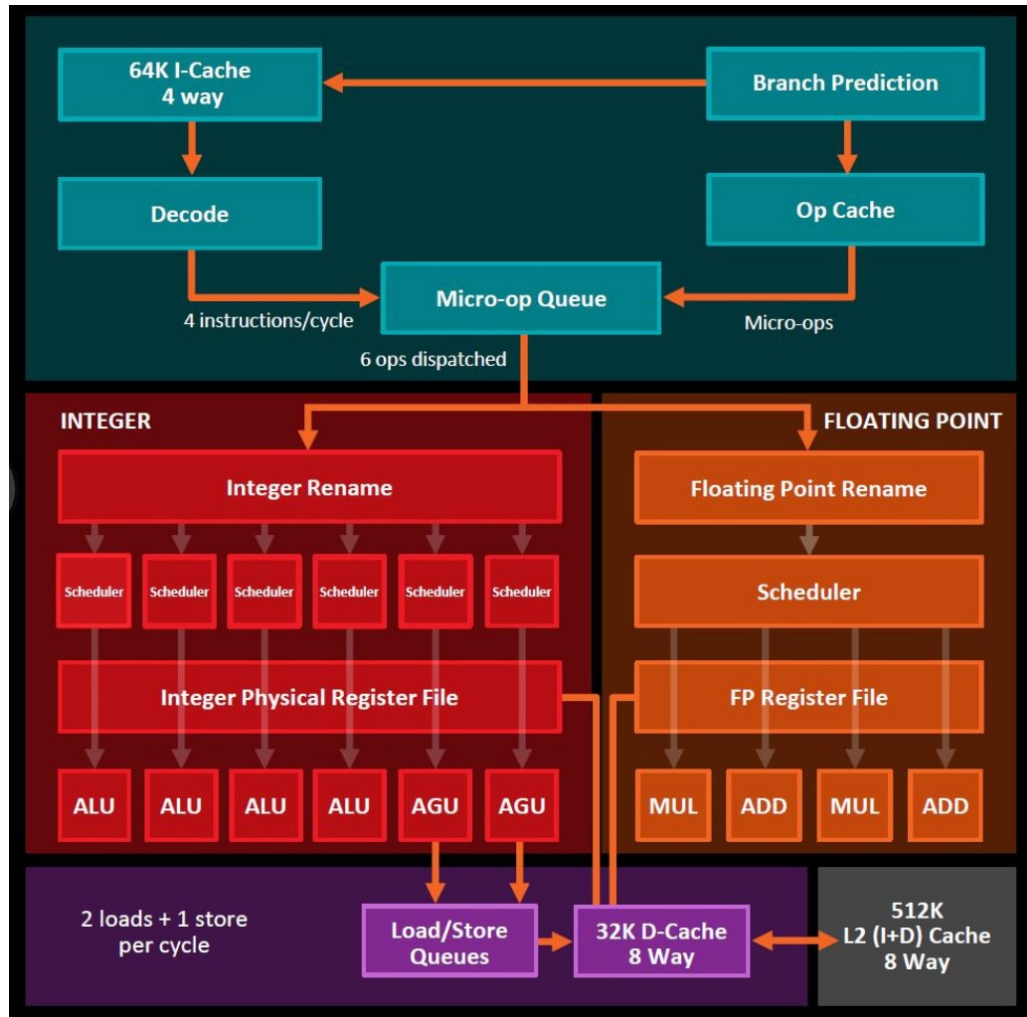 64K I-Cache
4 way
Branch Prediction
Decode
Op Cache
Micro-op Queue
4 instructions/cycle
Micro-ops
6 ops dispatched
INTEGER
FLOATING POINT
Integer Rename
Floating Point Rename
Scheduler
Scheduler
Scheduler
Scheduler
Scheduler
Scheduler
Scheduler
Integer Physical Register File
FP Register File
ALU
ALU
ALU
ALU
AGU
AGU
MUL
ADD
MUL
ADD
2 loads + 1 store
per cycle
Load/Store
Queues
32K D-Cache
8 Way
512K
L2 (I+D) Cache
8 Way